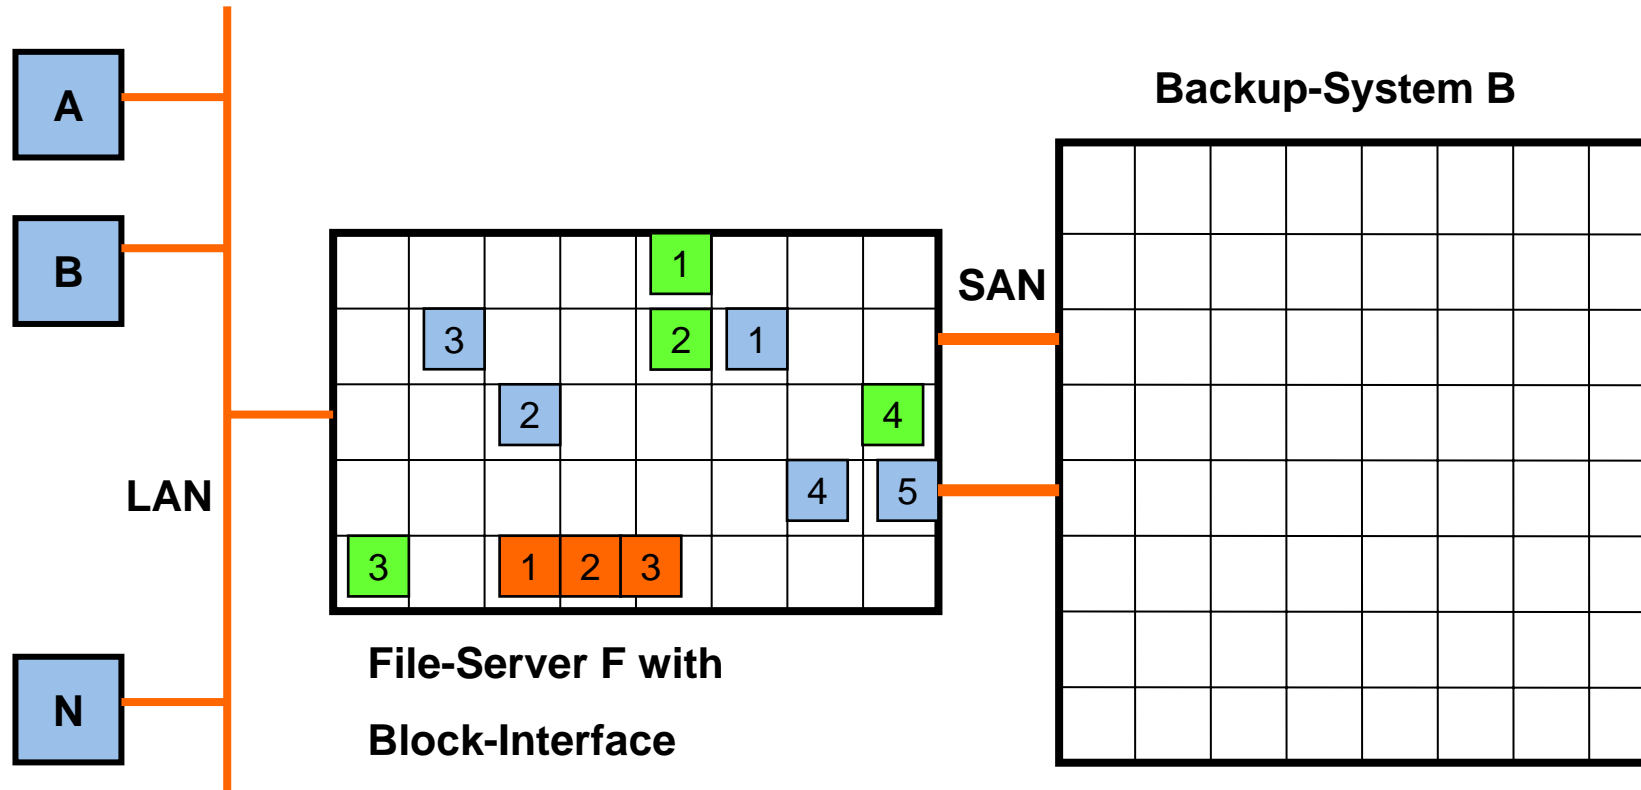 A
Backup-System B
B
1
SAN
3
2
1
2
4
LAN
4
5
3
1
2
3
File-Server F with
Block-Interface
N